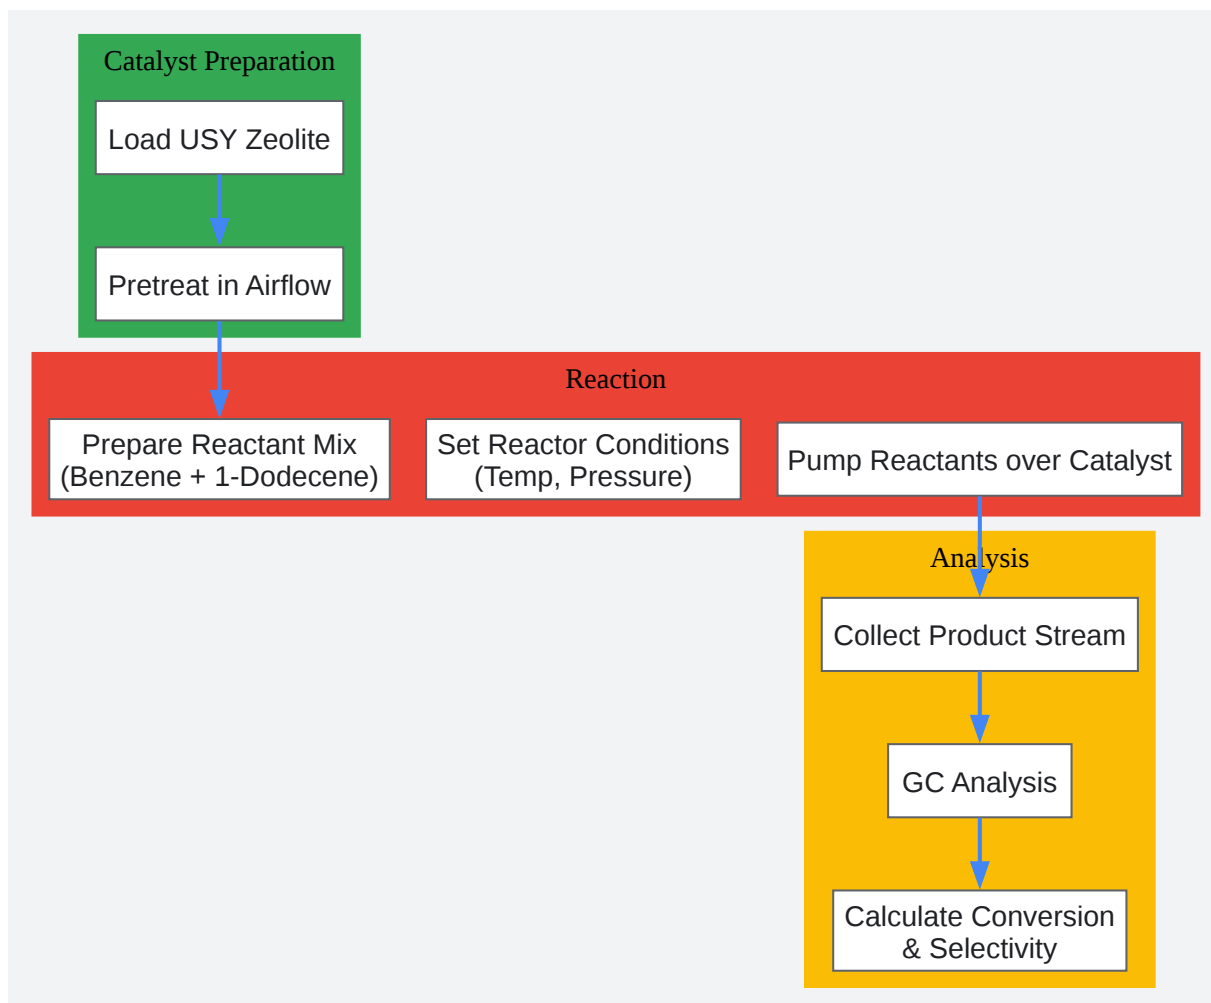 Catalyst Preparation
Load USY Zeolite
Pretreat in Airflow
Reaction
Prepare Reactant Mix
(Benzene + 1-Dodecene)
Set Reactor Conditions
(Temp, Pressure)
Pump Reactants over Catalyst
Analysis
Collect Product Stream
GC Analysis
Calculate Conversion
& Selectivity